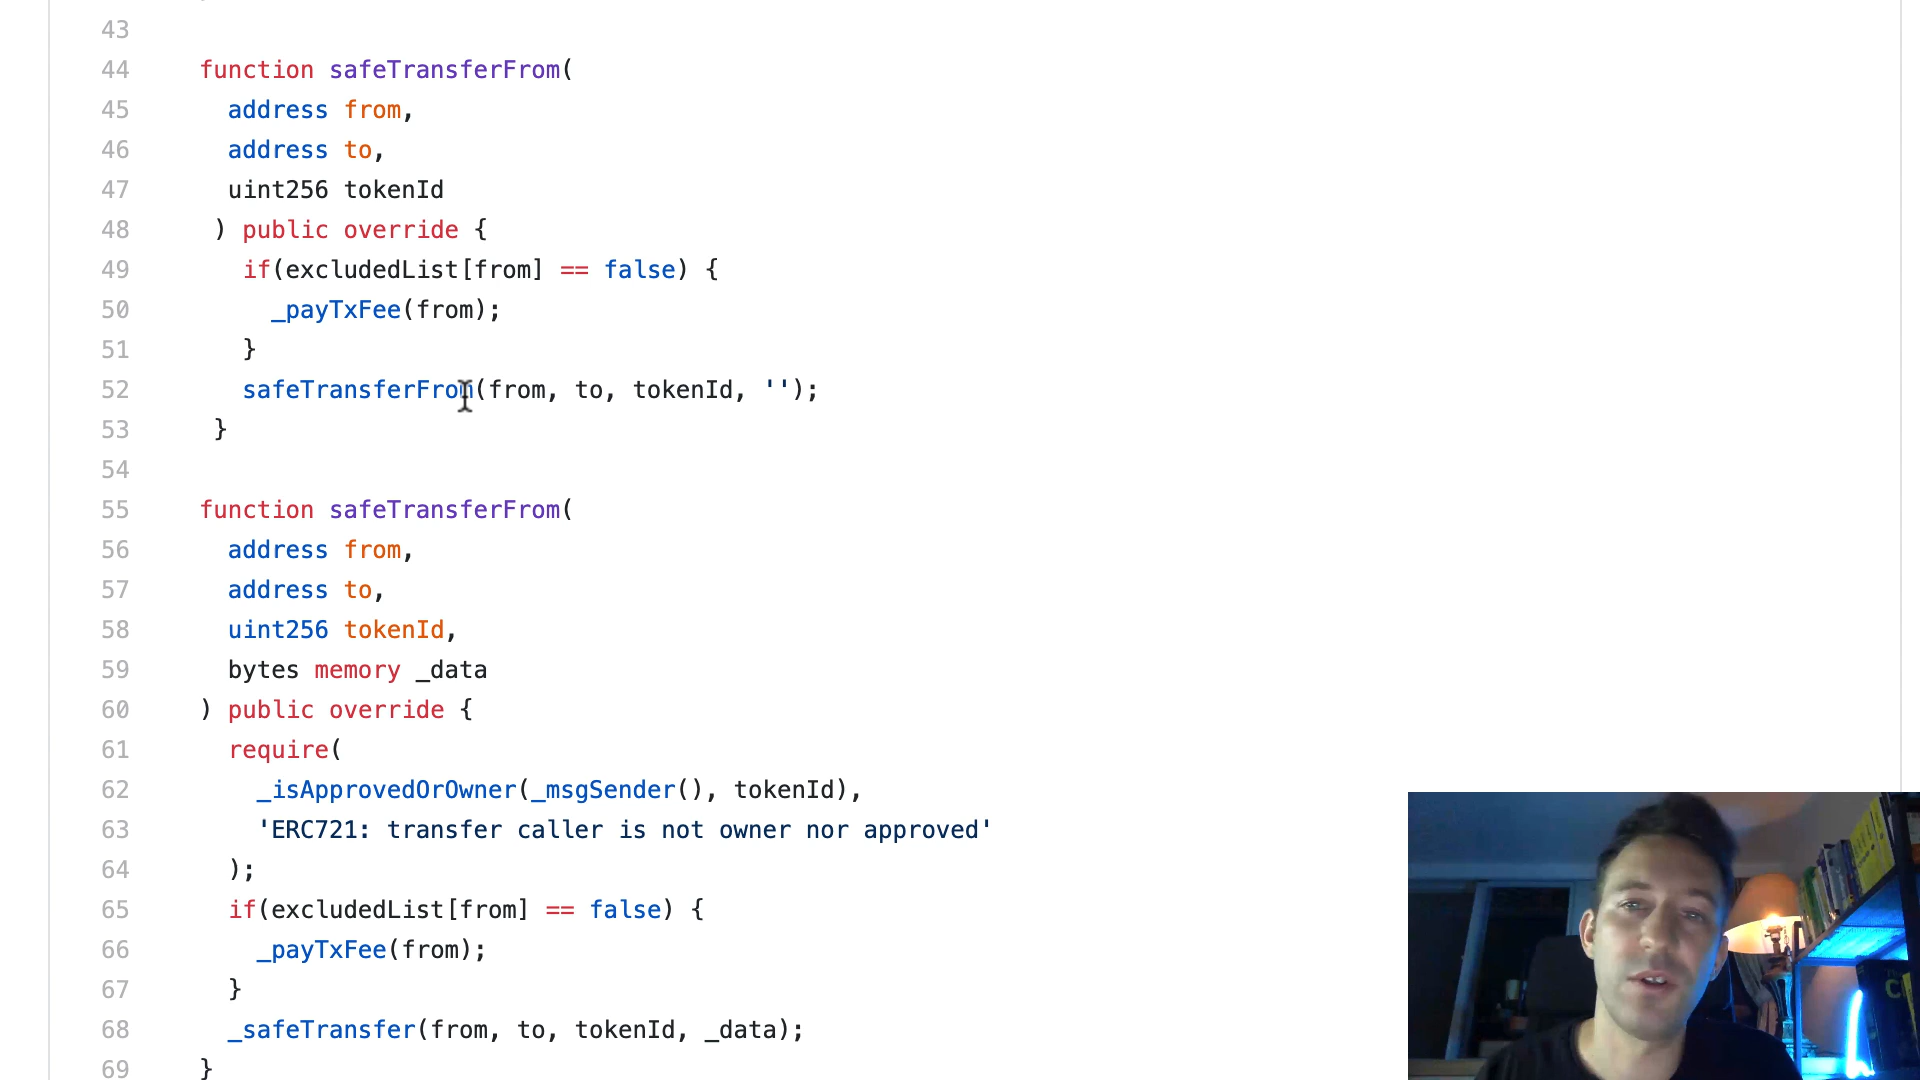 43
44 function safeTransferFrom(
45 address from,
46 address to,
47 uint256 tokenId
48 ) public override {
49 if(excludedList[from] == false) {
50 _payTxFee(from);
51 }
52 safeTransferFrom(from, to, tokenId, '');
53 }
54
55 function safeTransferFrom(
56 address from,
57 address to,
58 uint256 tokenId,
59 bytes memory _data
60 ) public override {
61 require(
62 _isApprovedOrOwner(_msgSender(), tokenId),
63 'ERC721: transfer caller is not owner nor approved'
64 );
65 if(excludedList[from] == false) {
66 _payTxFee(from);
67 }
68 _safeTransfer(from, to, tokenId, _data);
69 }